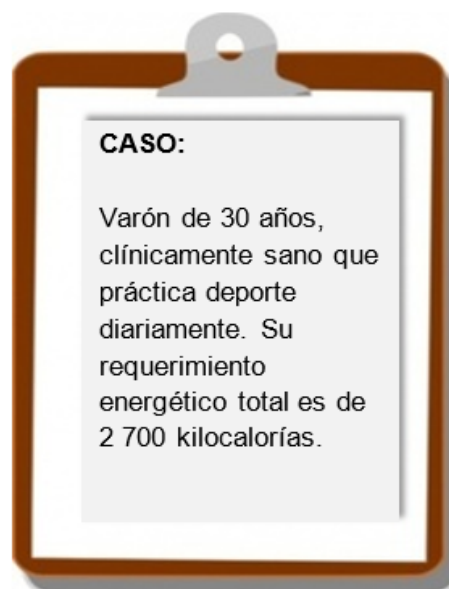 CASO:
Varón de 30 años,
clínicamente sano que
práctica deporte
diariamente. Su
requerimiento
energético total es de
2 700 kilocalorías.